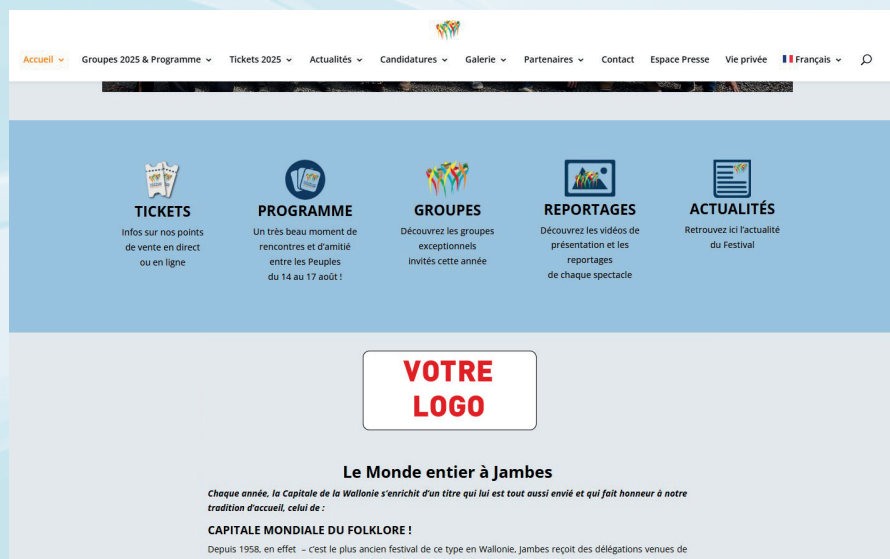 Accueil Groupes 2025 & Programme Tickets 2025 Actualités Candidatures Galerie Partenaires Contact Espace Presse Vie privée Français
TICKETS
Infos sur nos points
de vente en direct
ou en ligne
PROGRAMME
Un très beau moment de
rencontres et d'amitié
entre les Peuples
du 14 au 17 août !
GROUPES
Découvrez les groupes
exceptionnels
invités cette année
REPORTAGES
Découvrez les vidéos de
présentation et les
reportages
de chaque spectacle
ACTUALITÉS
Retrouvez ici l'actualité
du Festival
VOTRE
LOGO
Le Monde entier à Jambes
Chaque année, la Capitale de la Wallonie s'enrichit d'un titre qui lui est tout aussi envié et qui fait honneur à notre
tradition d'accueil, celui de :
CAPITALE MONDIALE DU FOLKLORE !
Depuis 1958, en effet – c'est le plus ancien festival de ce type en Wallonie, Jambes reçoit des délégations venues de